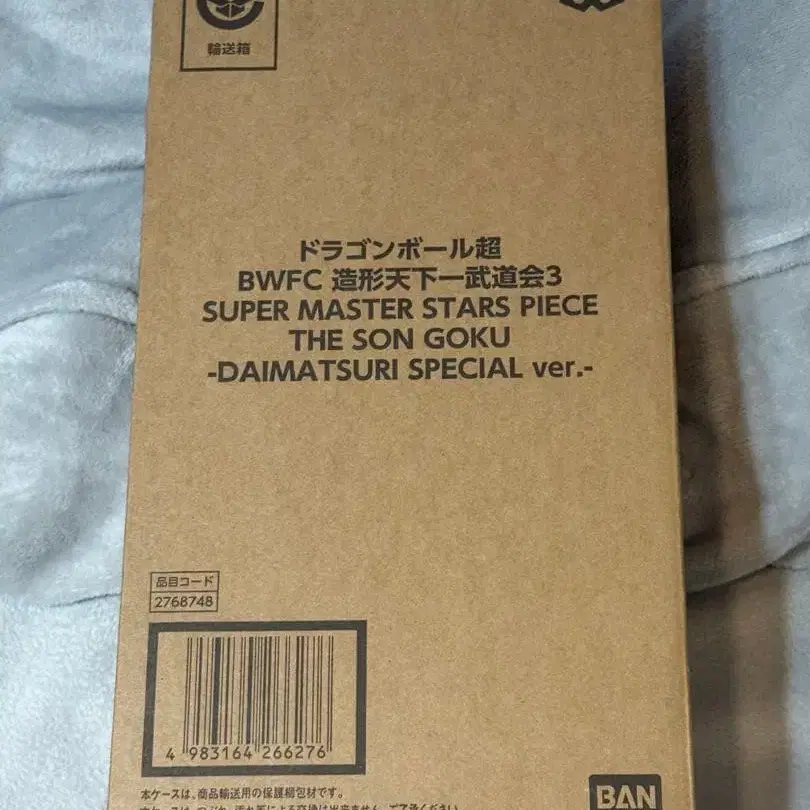 輸送箱
ドラゴンボール超
BWFC 造形天下一武道会3
SUPER MASTER STARS PIECE
THE SON GOKU
-DAIMATSURI SPECIAL ver.-
品目コード
2768748
4 983164 266276
本ケースは、商品輸送用の保護梱包材です。
BAN